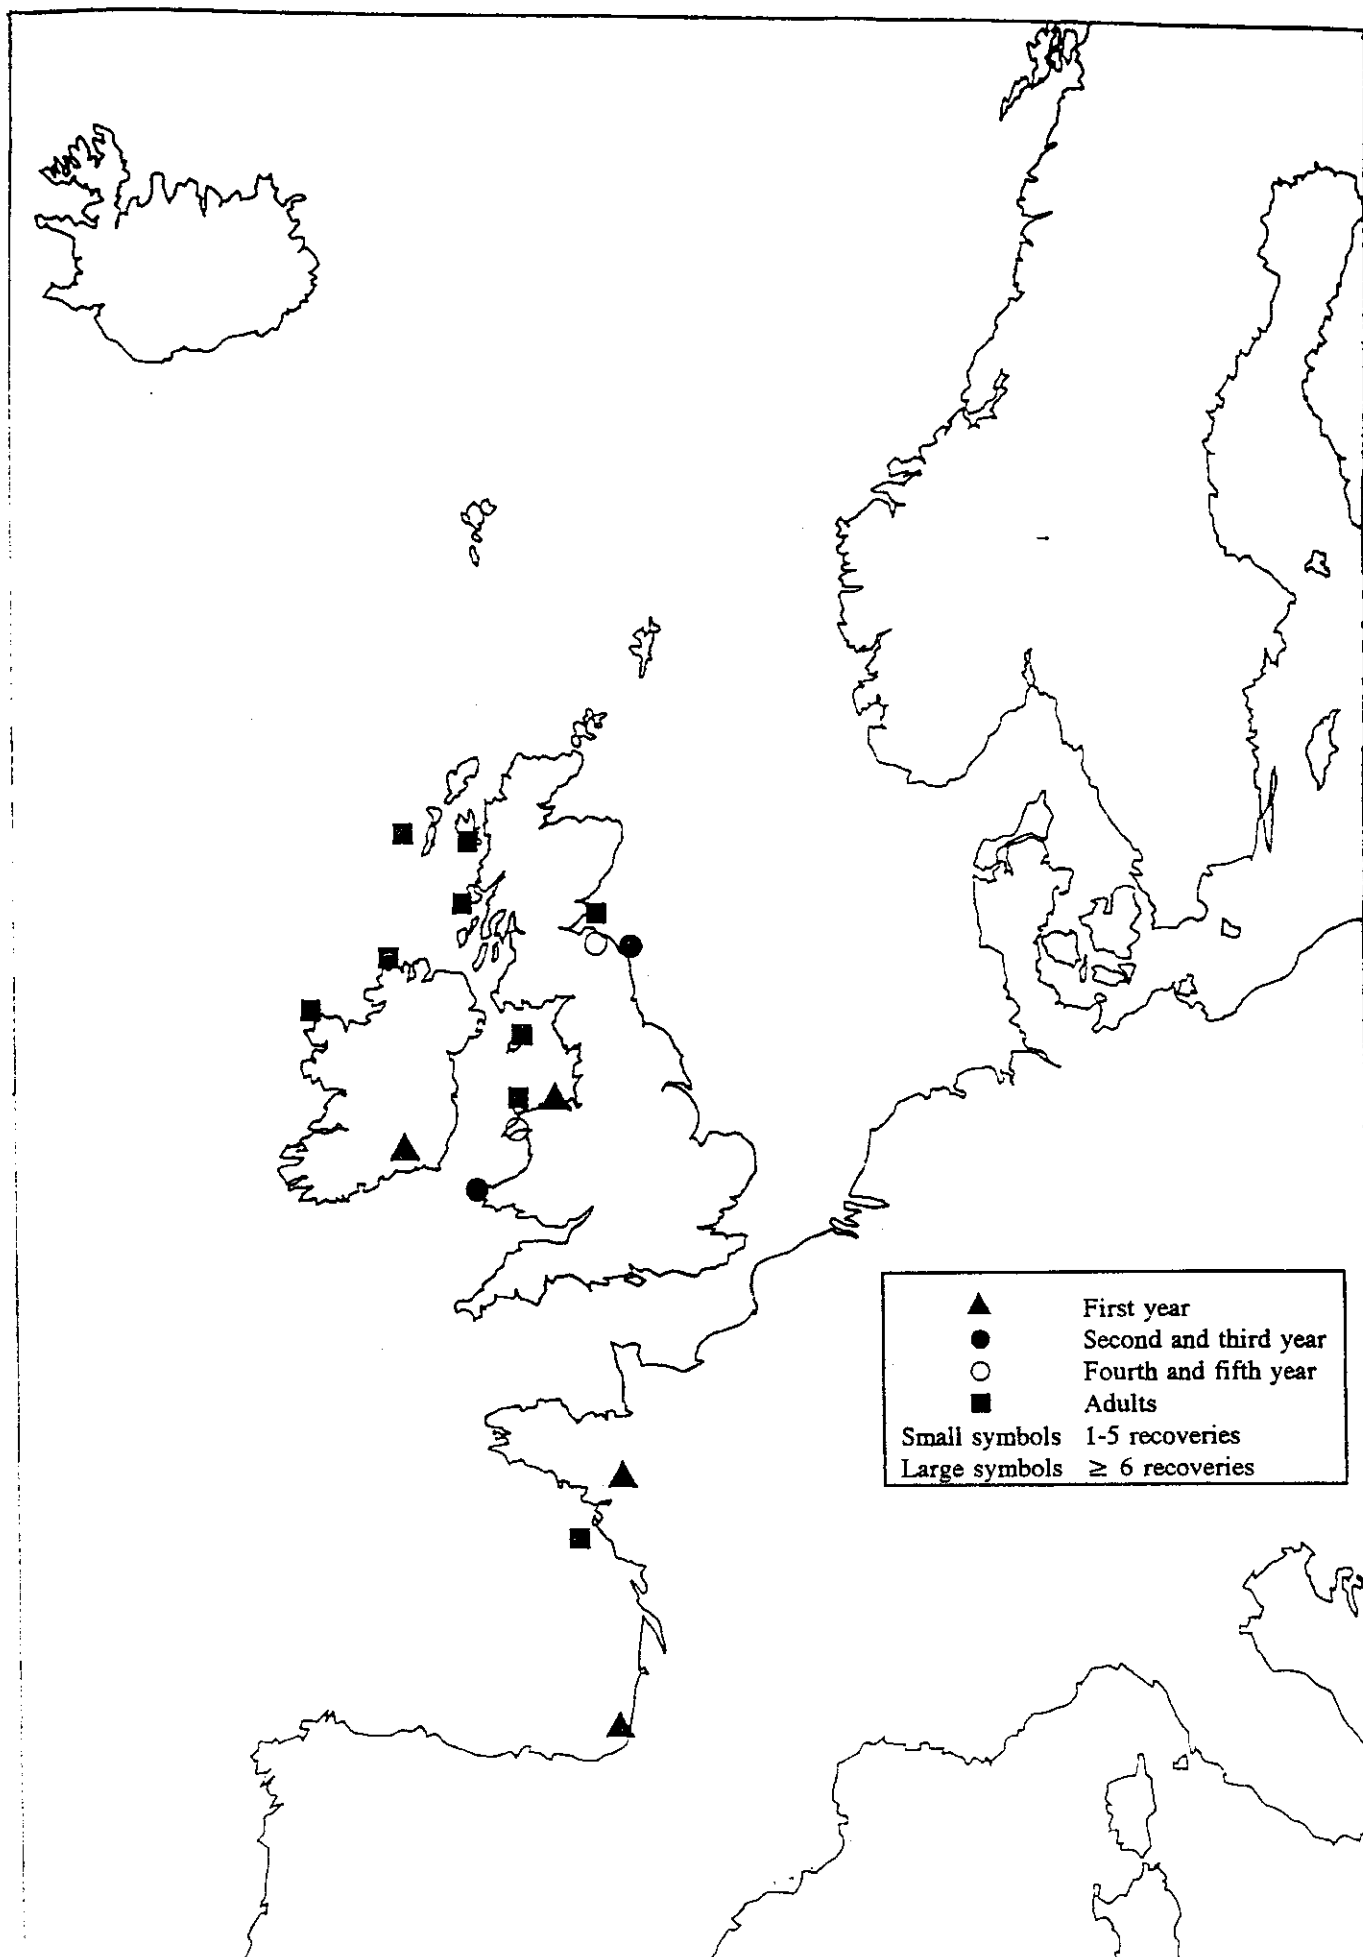 First year
Second and third year
Fourth and fifth year
Adults
Small symbols 1-5 recoveries
Large symbols ≥ 6 recoveries